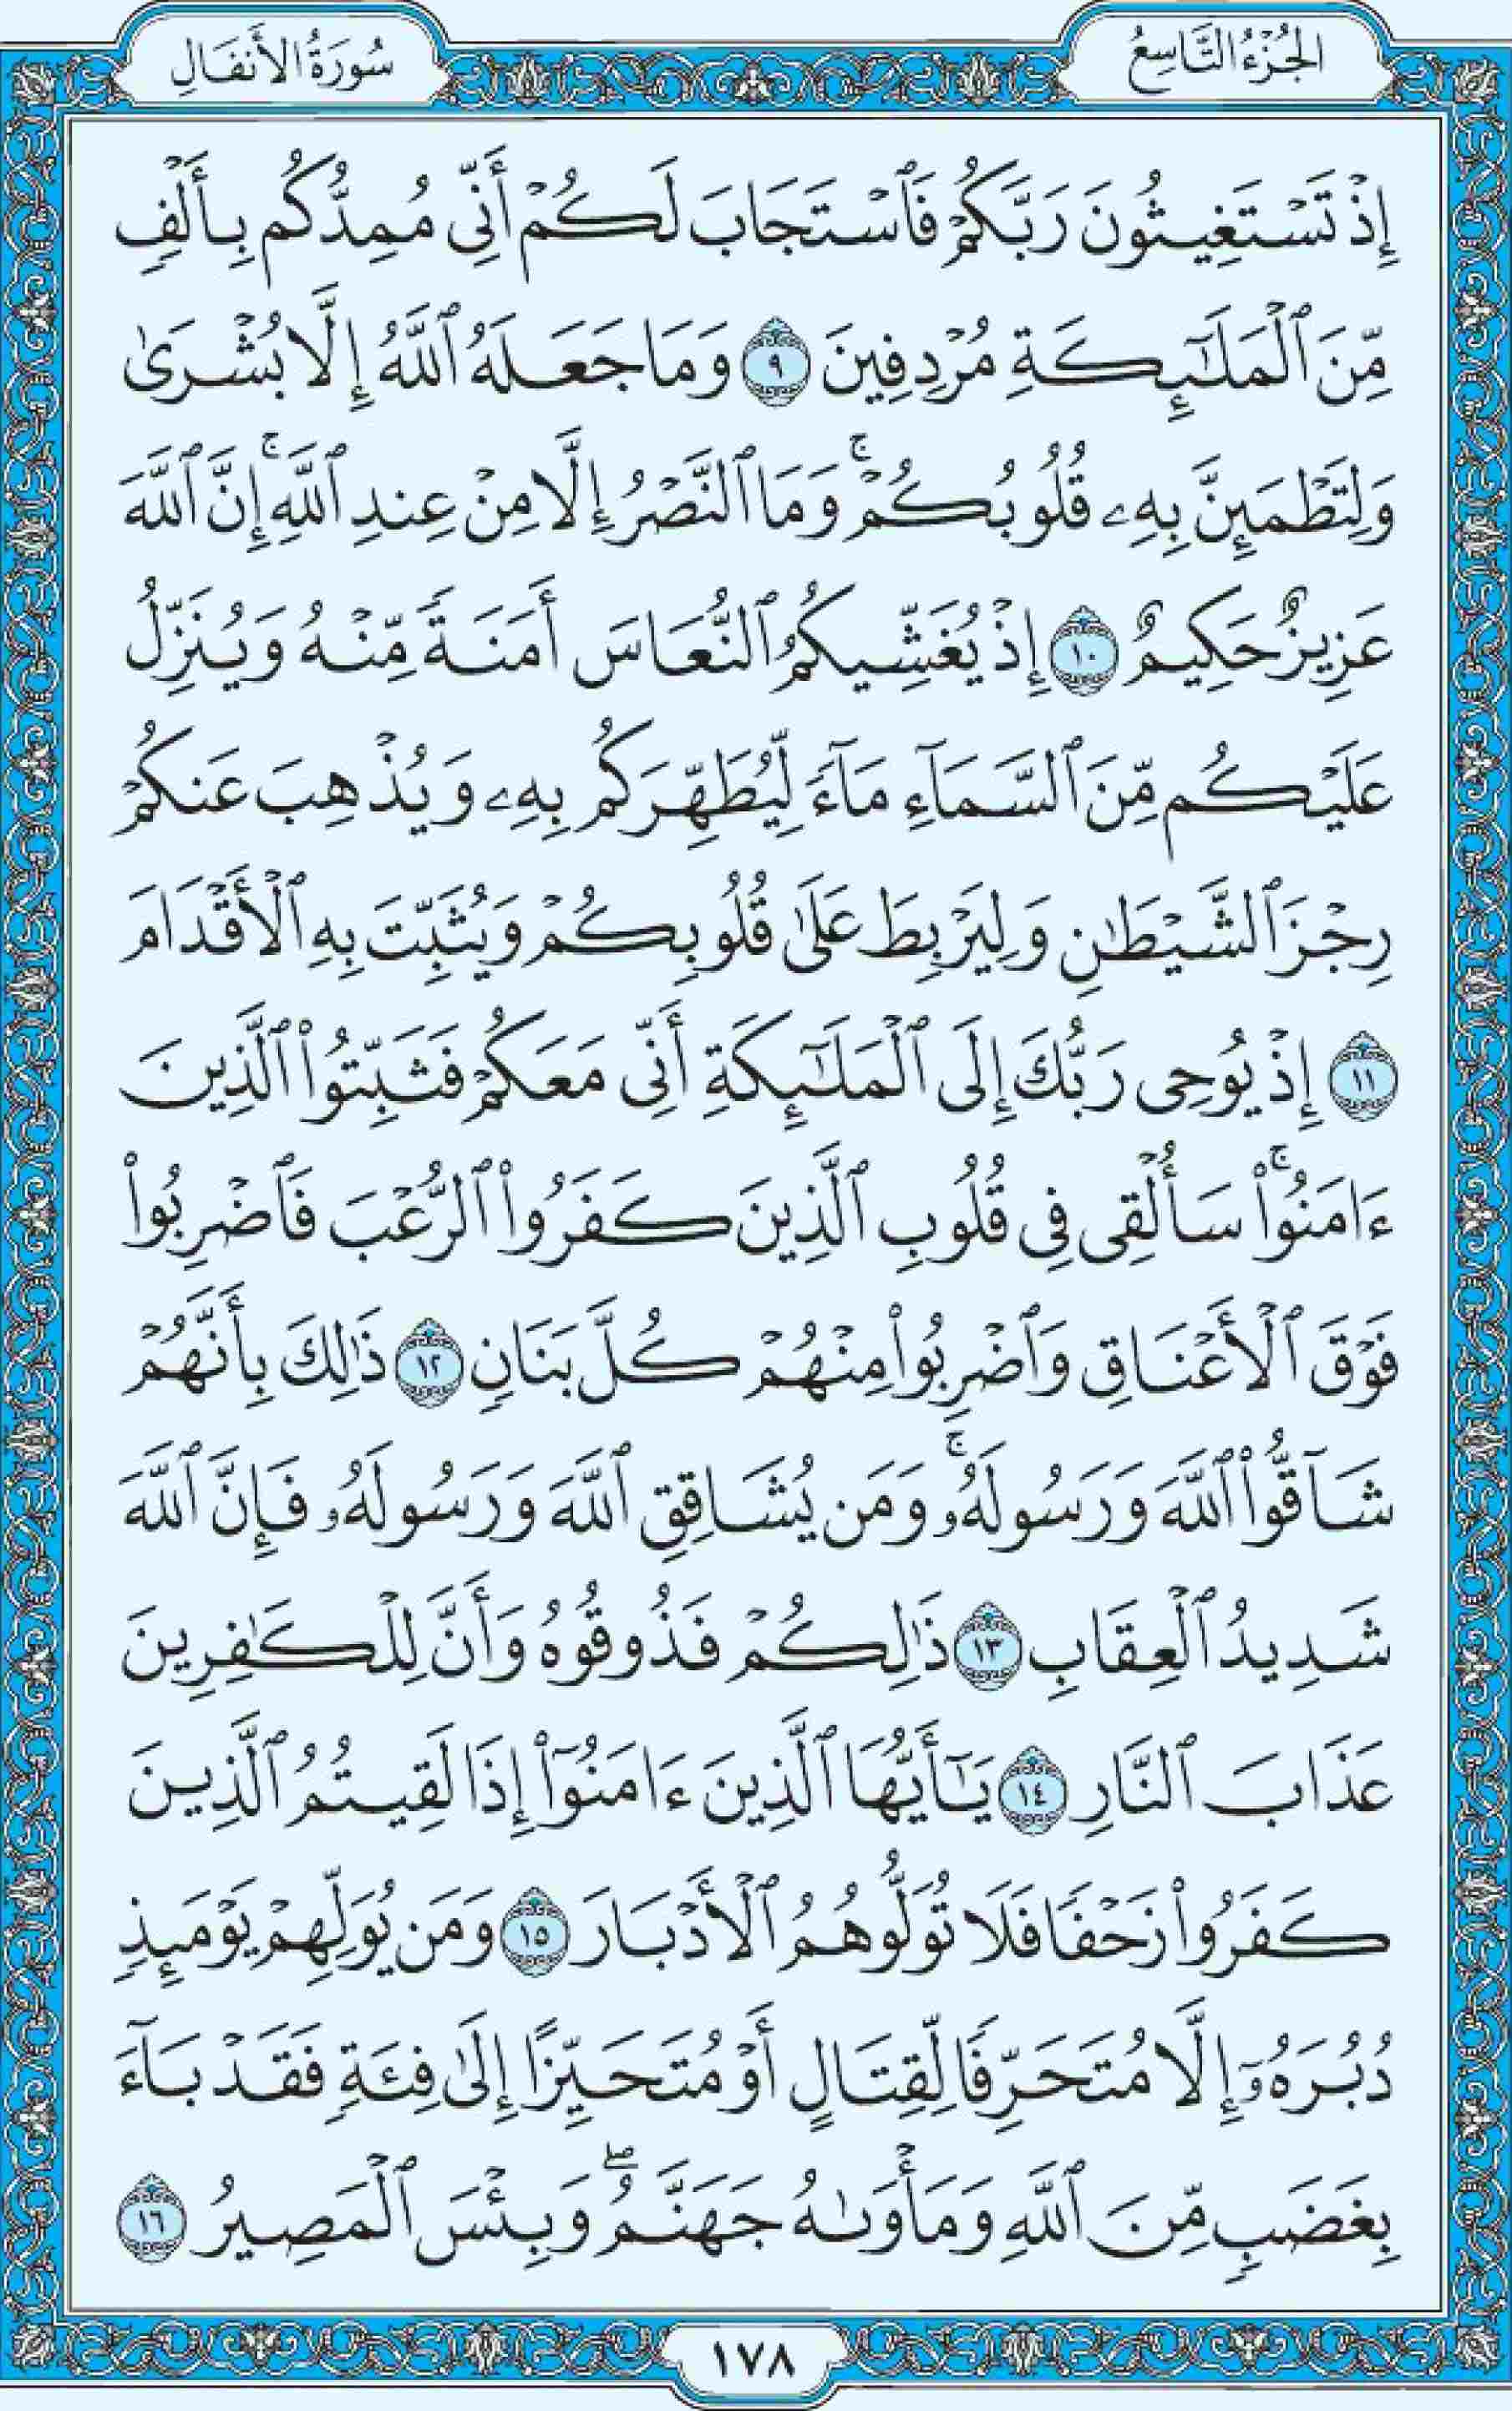 الجُزْءُ التَّاسِعُ
سُورَةُ الأَنفَالِ
إِذۡ تَسۡتَغِيثُونَ رَبَّكُمۡ فَٱسۡتَجَابَ لَكُمۡ أَنِّي مُمِدُّكُم بِأَلۡفٖ
مِّنَ ٱلۡمَلَٰٓئِكَةِ مُرۡدِفِينَ ٩ وَمَا جَعَلَهُ ٱللَّهُ إِلَّا بُشۡرَىٰ
وَلِتَطۡمَئِنَّ بِهِۦ قُلُوبُكُمۡۚ وَمَا ٱلنَّصۡرُ إِلَّا مِنۡ عِندِ ٱللَّهِۚ إِنَّ ٱللَّهَ
عَزِيزٌ حَكِيمٌ ١٠ إِذۡ يُغَشِّيكُمُ ٱلنُّعَاسَ أَمَنَةٗ مِّنۡهُ وَيُنَزِّلُ
عَلَيۡكُم مِّنَ ٱلسَّمَآءِ مَآءٗ لِّيُطَهِّرَكُم بِهِۦ وَيُذۡهِبَ عَنكُمۡ
رِجۡزَ ٱلشَّيۡطَٰنِ وَلِيَرۡبِطَ عَلَىٰ قُلُوبِكُمۡ وَيُثَبِّتَ بِهِ ٱلۡأَقۡدَامَ
١١ إِذۡ يُوحِي رَبُّكَ إِلَى ٱلۡمَلَٰٓئِكَةِ أَنِّي مَعَكُمۡ فَثَبِّتُواْ ٱلَّذِينَ
ءَامَنُواْۚ سَأُلۡقِي فِي قُلُوبِ ٱلَّذِينَ كَفَرُواْ ٱلرُّعۡبَ فَٱضۡرِبُواْ
فَوۡقَ ٱلۡأَعۡنَاقِ وَٱضۡرِبُواْ مِنۡهُمۡ كُلَّ بَنَانٖ ١٢ ذَٰلِكَ بِأَنَّهُمۡ
شَآقُّواْ ٱللَّهَ وَرَسُولَهُۥۚ وَمَن يُشَاقِقِ ٱللَّهَ وَرَسُولَهُۥ فَإِنَّ ٱللَّهَ
شَدِيدُ ٱلۡعِقَابِ ١٣ ذَٰلِكُمۡ فَذُوقُوهُ وَأَنَّ لِلۡكَٰفِرِينَ
عَذَابَ ٱلنَّارِ ١٤ يَٰٓأَيُّهَا ٱلَّذِينَ ءَامَنُوٓاْ إِذَا لَقِيتُمُ ٱلَّذِينَ
كَفَرُواْ زَحۡفٗا فَلَا تُوَلُّوهُمُ ٱلۡأَدۡبَارَ ١٥ وَمَن يُوَلِّهِمۡ يَوۡمَئِذٖ
دُبُرَهُۥٓ إِلَّا مُتَحَرِّفٗا لِّقِتَالٍ أَوۡ مُتَحَيِّزًا إِلَىٰ فِئَةٖ فَقَدۡ بَآءَ
بِغَضَبٖ مِّنَ ٱللَّهِ وَمَأۡوَىٰهُ جَهَنَّمُۖ وَبِئۡسَ ٱلۡمَصِيرُ ١٦
١٧٨